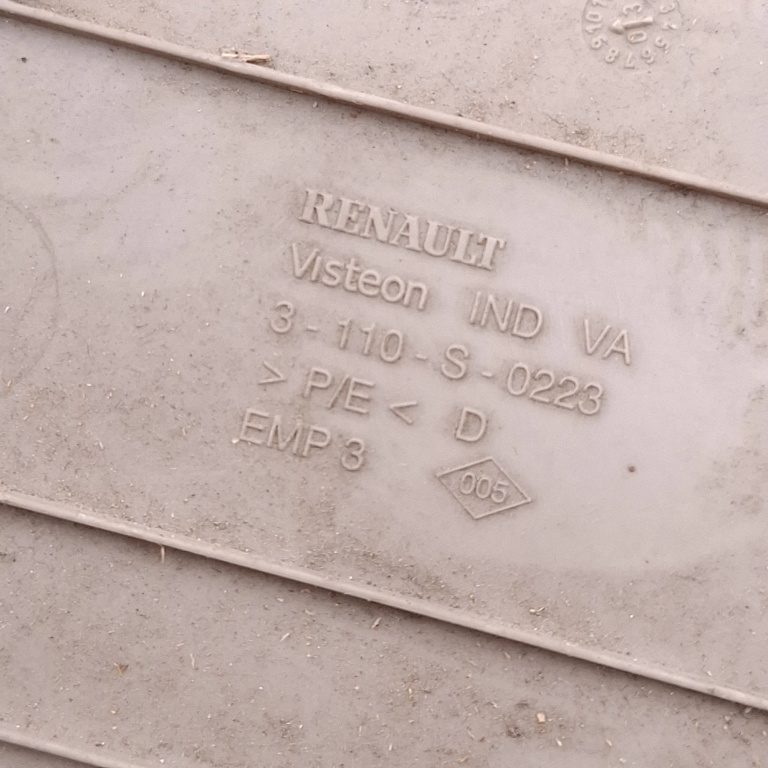 RENAULT
Visteon IND VA
3 - 110 - S - 0223
> P/E < D
EMP 3
005